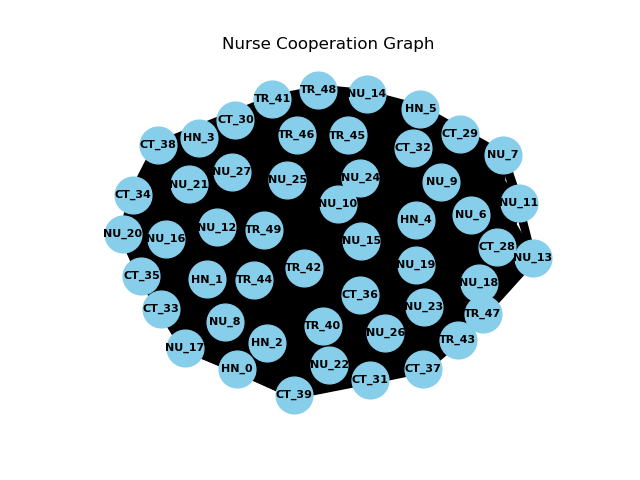 Nurse Cooperation Graph
TR_48
NU_14
TR_41
HN_5
CT_30
CT_29
TR_46
TR_45
HN_3
CT_38
CT_32
NU_7
NU_27
NU_24
NU_25
NU_9
NU_21
CT_34
NU_10
NU_11
NU_6
HN_4
NU_12
TR_49
NU_20
NU_16
NU_15
CT_28
NU_13
NU_19
TR_42
CT_35
HN_1
TR_44
NU_18
CT_36
NU_23
CT_33
TR_47
NU_8
TR_40
NU_26
TR_43
HN_2
NU_17
NU_22
HN_0
CT_37
CT_31
CT_39